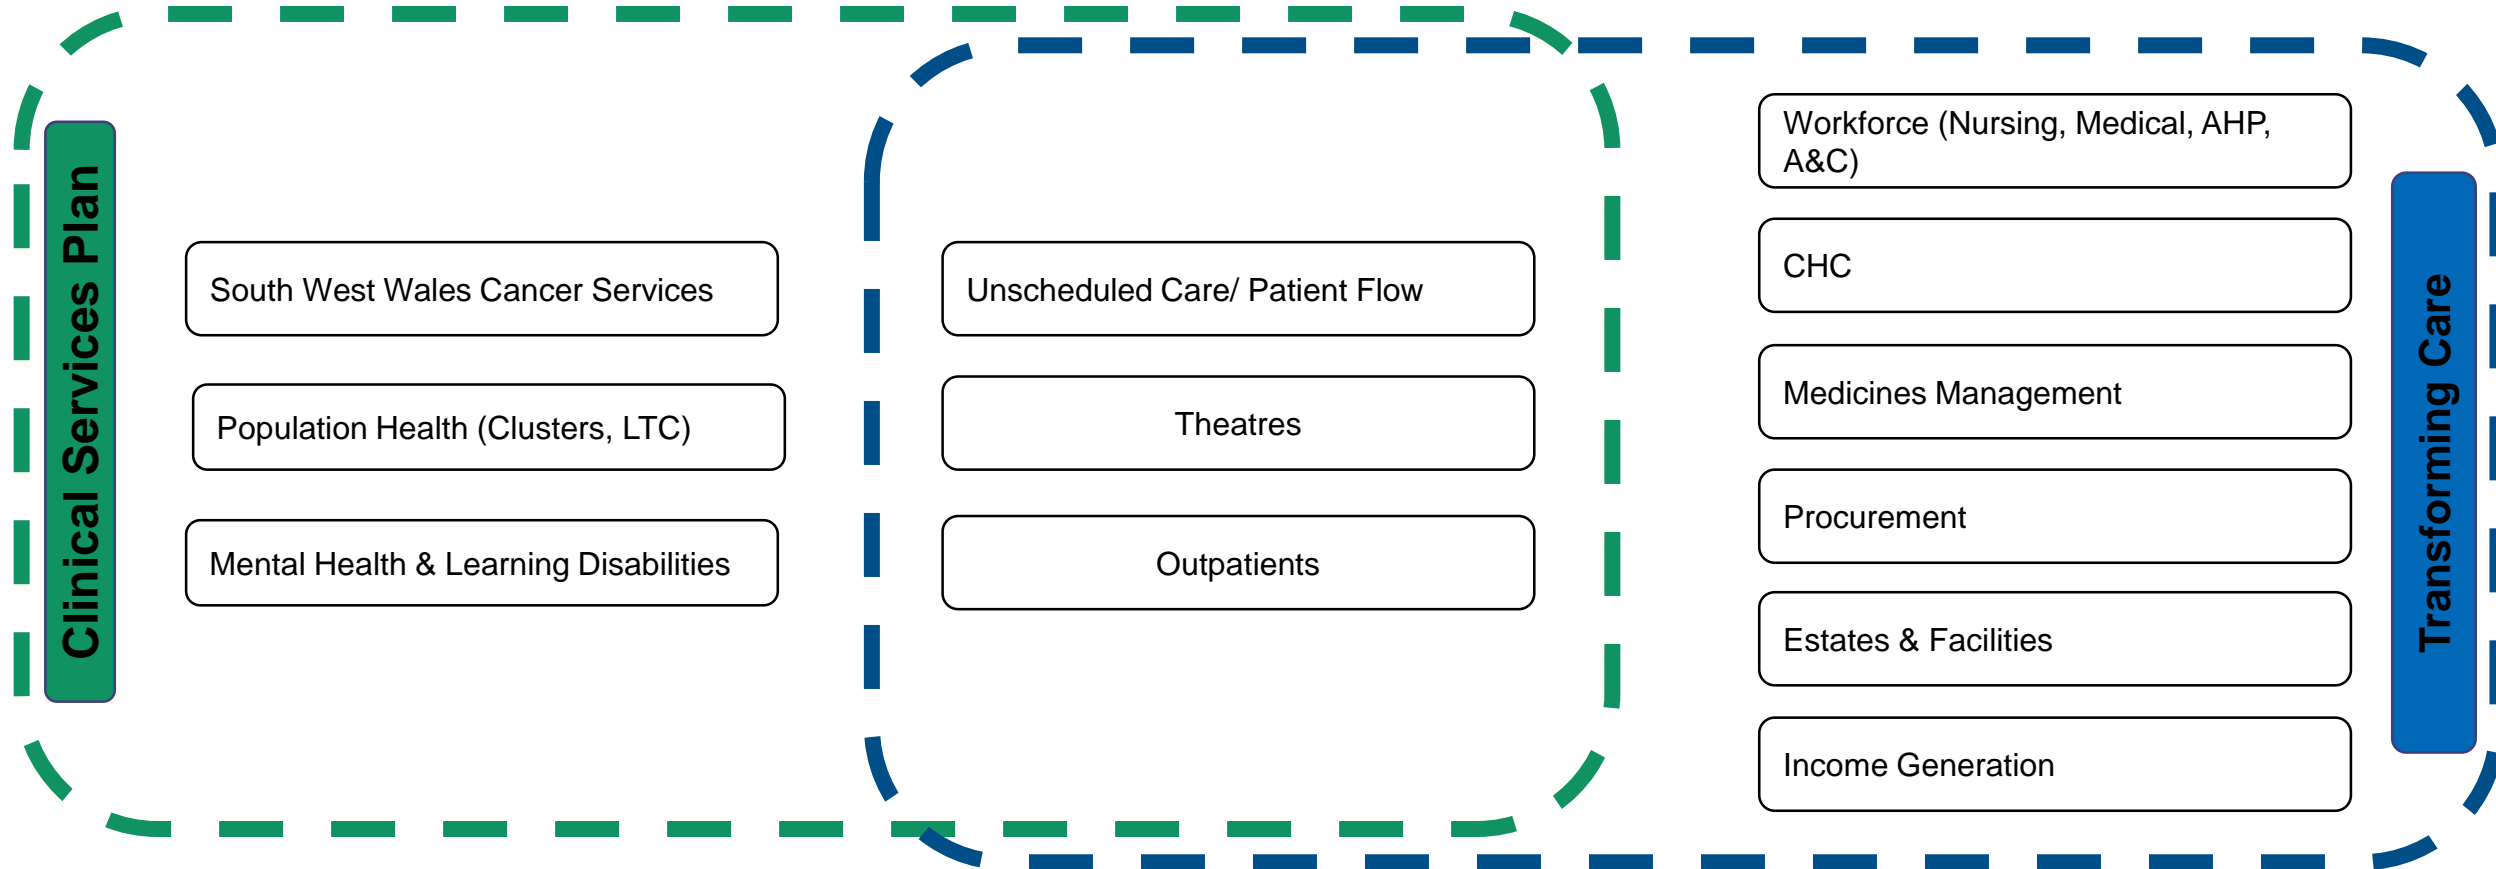 Clinical Services Plan
South West Wales Cancer Services
Population Health (Clusters, LTC)
Mental Health & Learning Disabilities
Unscheduled Care/ Patient Flow
Theatres
Outpatients
Workforce (Nursing, Medical, AHP,
A&C)
CHC
Medicines Management
Procurement
Estates & Facilities
Income Generation
Transforming Care